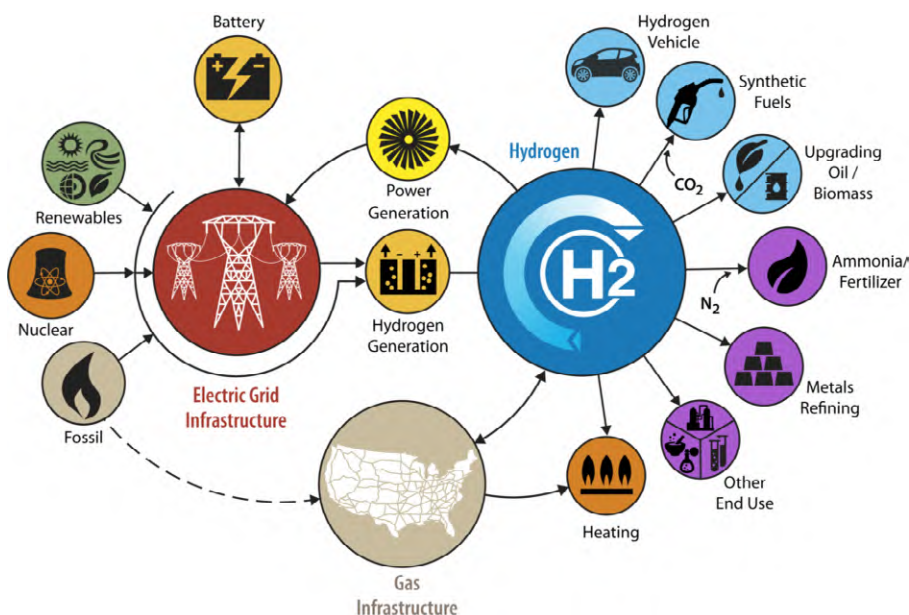 Battery
Hydrogen
Vehicle
Synthetic
Fuels
Hydrogen
Upgrading
Oil /
Biomass
CO2
Renewables
Power
Generation
H2
Ammonia/
Fertilizer
N2
Nuclear
Hydrogen
Generation
Electric Grid
Infrastructure
Fossil
Metals
Refining
Other
End Use
Heating
Gas
Infrastructure